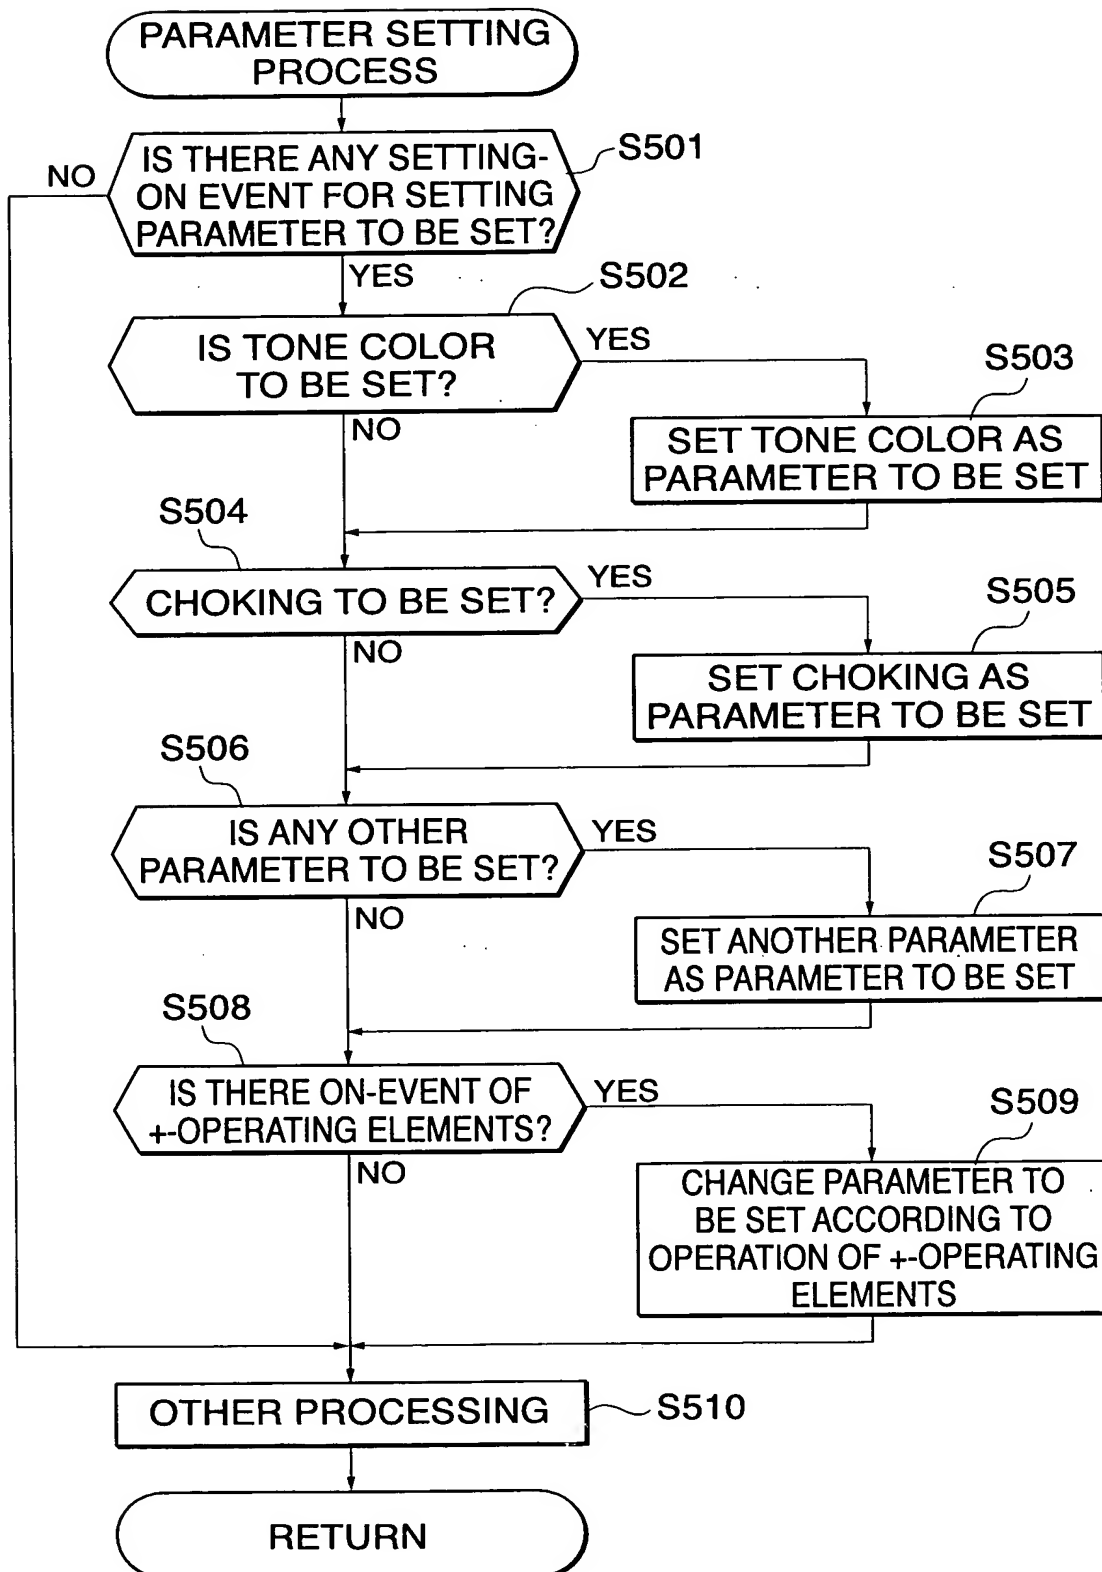 PARAMETER SETTING
PROCESS
IS THERE ANY SETTING-
ON EVENT FOR SETTING
PARAMETER TO BE SET?
S501
NO
YES
S502
IS TONE COLOR
TO BE SET?
YES
NO
S503
SET TONE COLOR AS
PARAMETER TO BE SET
S504
CHOKING TO BE SET?
YES
NO
S505
SET CHOKING AS
PARAMETER TO BE SET
S506
IS ANY OTHER
PARAMETER TO BE SET?
YES
NO
S507
SET ANOTHER PARAMETER
AS PARAMETER TO BE SET
S508
IS THERE ON-EVENT OF
+-OPERATING ELEMENTS?
YES
NO
S509
CHANGE PARAMETER TO
BE SET ACCORDING TO
OPERATION OF +-OPERATING
ELEMENTS
OTHER PROCESSING
S510
RETURN